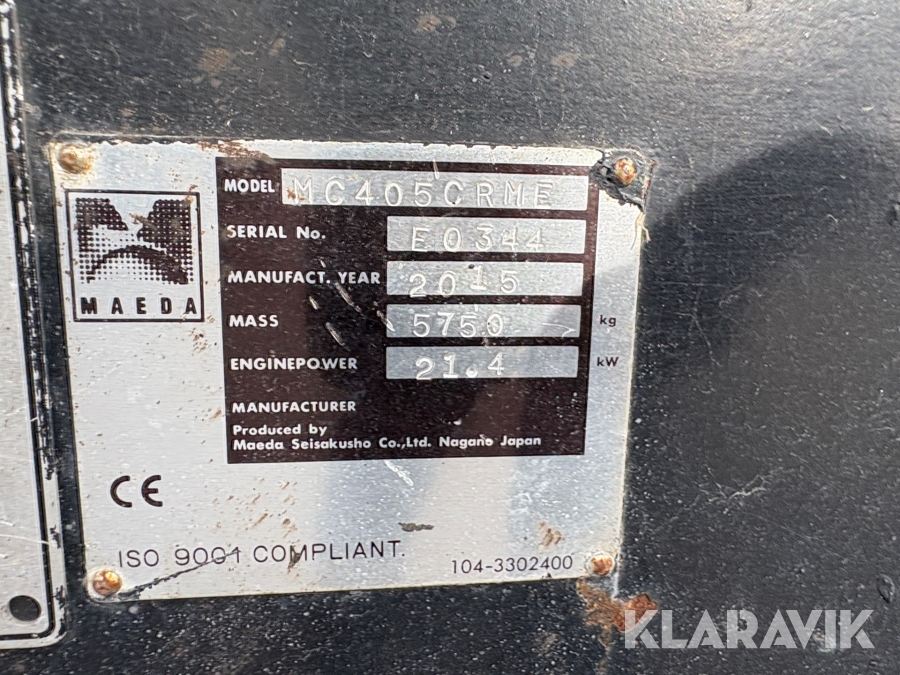 MAEDA
MODEL MC405CRME
SERIAL No. E0344
MANUFACT. YEAR 2015
MASS 5750 kg
ENGINEPOWER 21.4 kW
MANUFACTURER
Produced by
Maeda Seisakusho Co.,Ltd. Nagano Japan
CE
ISO 9001 COMPLIANT.
104-3302400
KLARAVIK